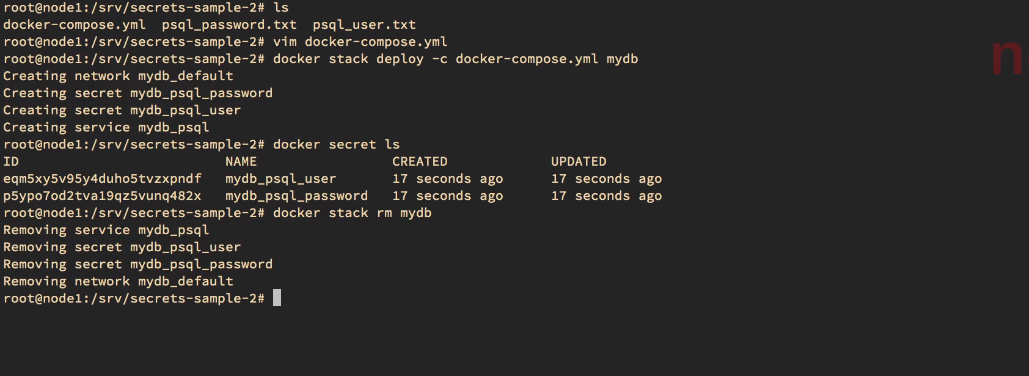 root@node1:/srv/secrets-sample-2# ls
docker-compose.yml  psql_password.txt  psql_user.txt
root@node1:/srv/secrets-sample-2# vim docker-compose.yml
root@node1:/srv/secrets-sample-2# docker stack deploy -c docker-compose.yml mydb
Creating network mydb_default
Creating secret mydb_psql_password
Creating secret mydb_psql_user
Creating service mydb_psql
root@node1:/srv/secrets-sample-2# docker secret ls
ID                          NAME                 CREATED             UPDATED
eqm5xy5v95y4duho5tvzxpndf   mydb_psql_user       17 seconds ago      17 seconds ago
p5ypo7od2tva19qz5vunq482x   mydb_psql_password   17 seconds ago      17 seconds ago
root@node1:/srv/secrets-sample-2# docker stack rm mydb
Removing service mydb_psql
Removing secret mydb_psql_user
Removing secret mydb_psql_password
Removing network mydb_default
root@node1:/srv/secrets-sample-2#
n